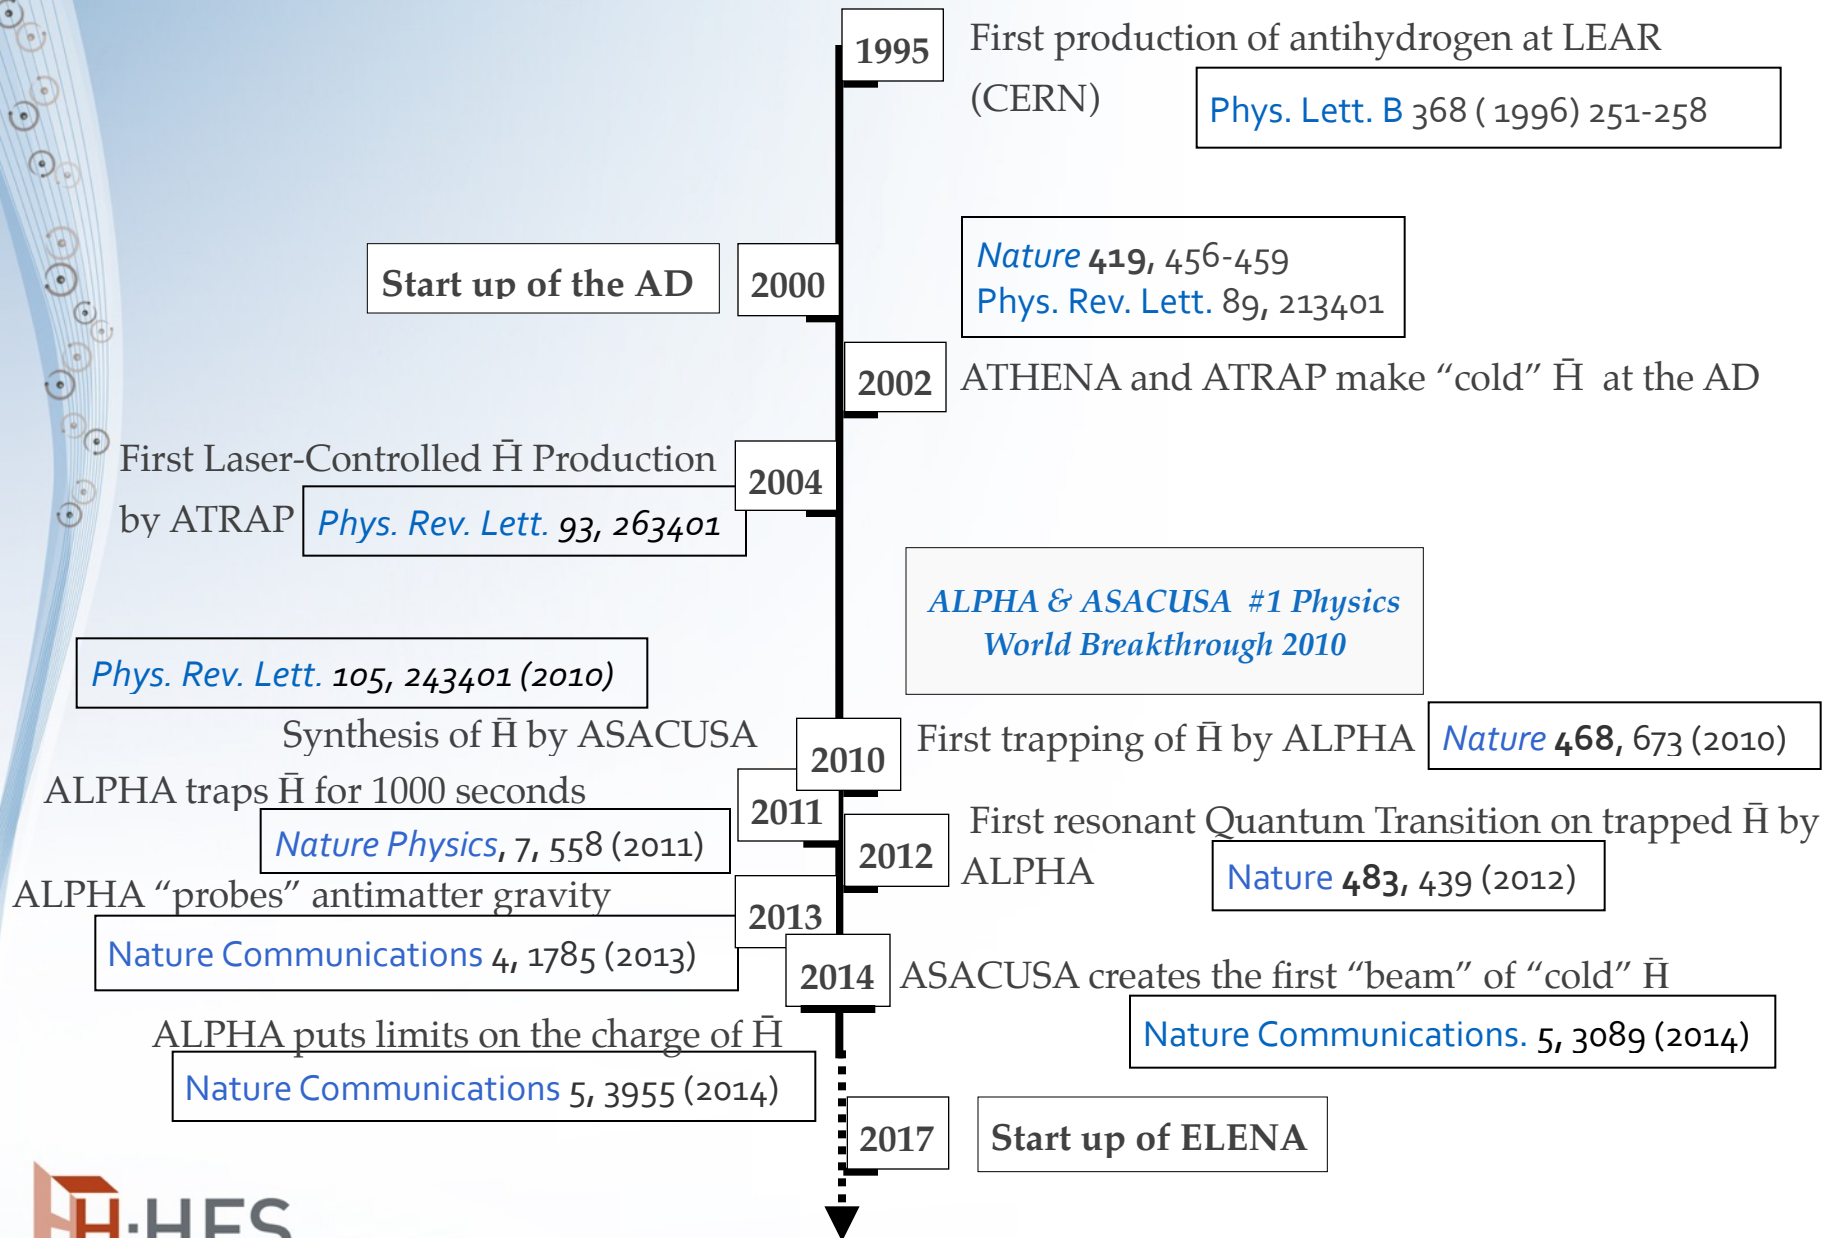 1995
First production of antihydrogen at LEAR
(CERN)
Phys. Lett. B 368 ( 1996) 251-258
Start up of the AD
2000
Nature 419, 456-459
Phys. Rev. Lett. 89, 213401
2002
ATHENA and ATRAP make “cold” H̄ at the AD
First Laser-Controlled H̄ Production
by ATRAP
Phys. Rev. Lett. 93, 263401
2004
ALPHA & ASACUSA #1 Physics
World Breakthrough 2010
Phys. Rev. Lett. 105, 243401 (2010)
Synthesis of H̄ by ASACUSA
2010
First trapping of H̄ by ALPHA
Nature 468, 673 (2010)
ALPHA traps H̄ for 1000 seconds
Nature Physics, 7, 558 (2011)
2011
2012
First resonant Quantum Transition on trapped H̄ by
ALPHA
Nature 483, 439 (2012)
ALPHA “probes” antimatter gravity
Nature Communications 4, 1785 (2013)
2013
2014
ASACUSA creates the first “beam” of “cold” H̄
Nature Communications. 5, 3089 (2014)
ALPHA puts limits on the charge of H̄
Nature Communications 5, 3955 (2014)
2017
Start up of ELENA
H·HFS